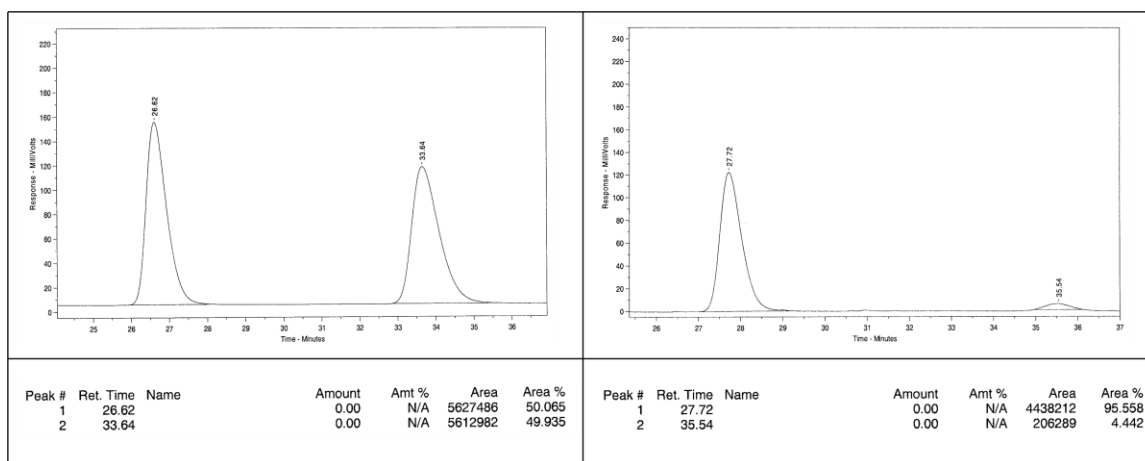 220
200
180
160
140
120
100
80
60
40
20
0
Response - MilliVolts
26.62
33.64
25 26 27 28 29 30 31 32 33 34 35 36
Time - Minutes
240
220
200
180
160
140
120
100
80
60
40
20
0
Response - MilliVolts
27.72
35.54
26 27 28 29 30 31 32 33 34 35 36 37
Time - Minutes
Peak # Ret. Time Name Amount Amt % Area Area %
1 26.62 0.00 N/A 5627486 50.065
2 33.64 0.00 N/A 5612982 49.935
Peak # Ret. Time Name Amount Amt % Area Area %
1 27.72 0.00 N/A 4438212 95.558
2 35.54 0.00 N/A 206289 4.442